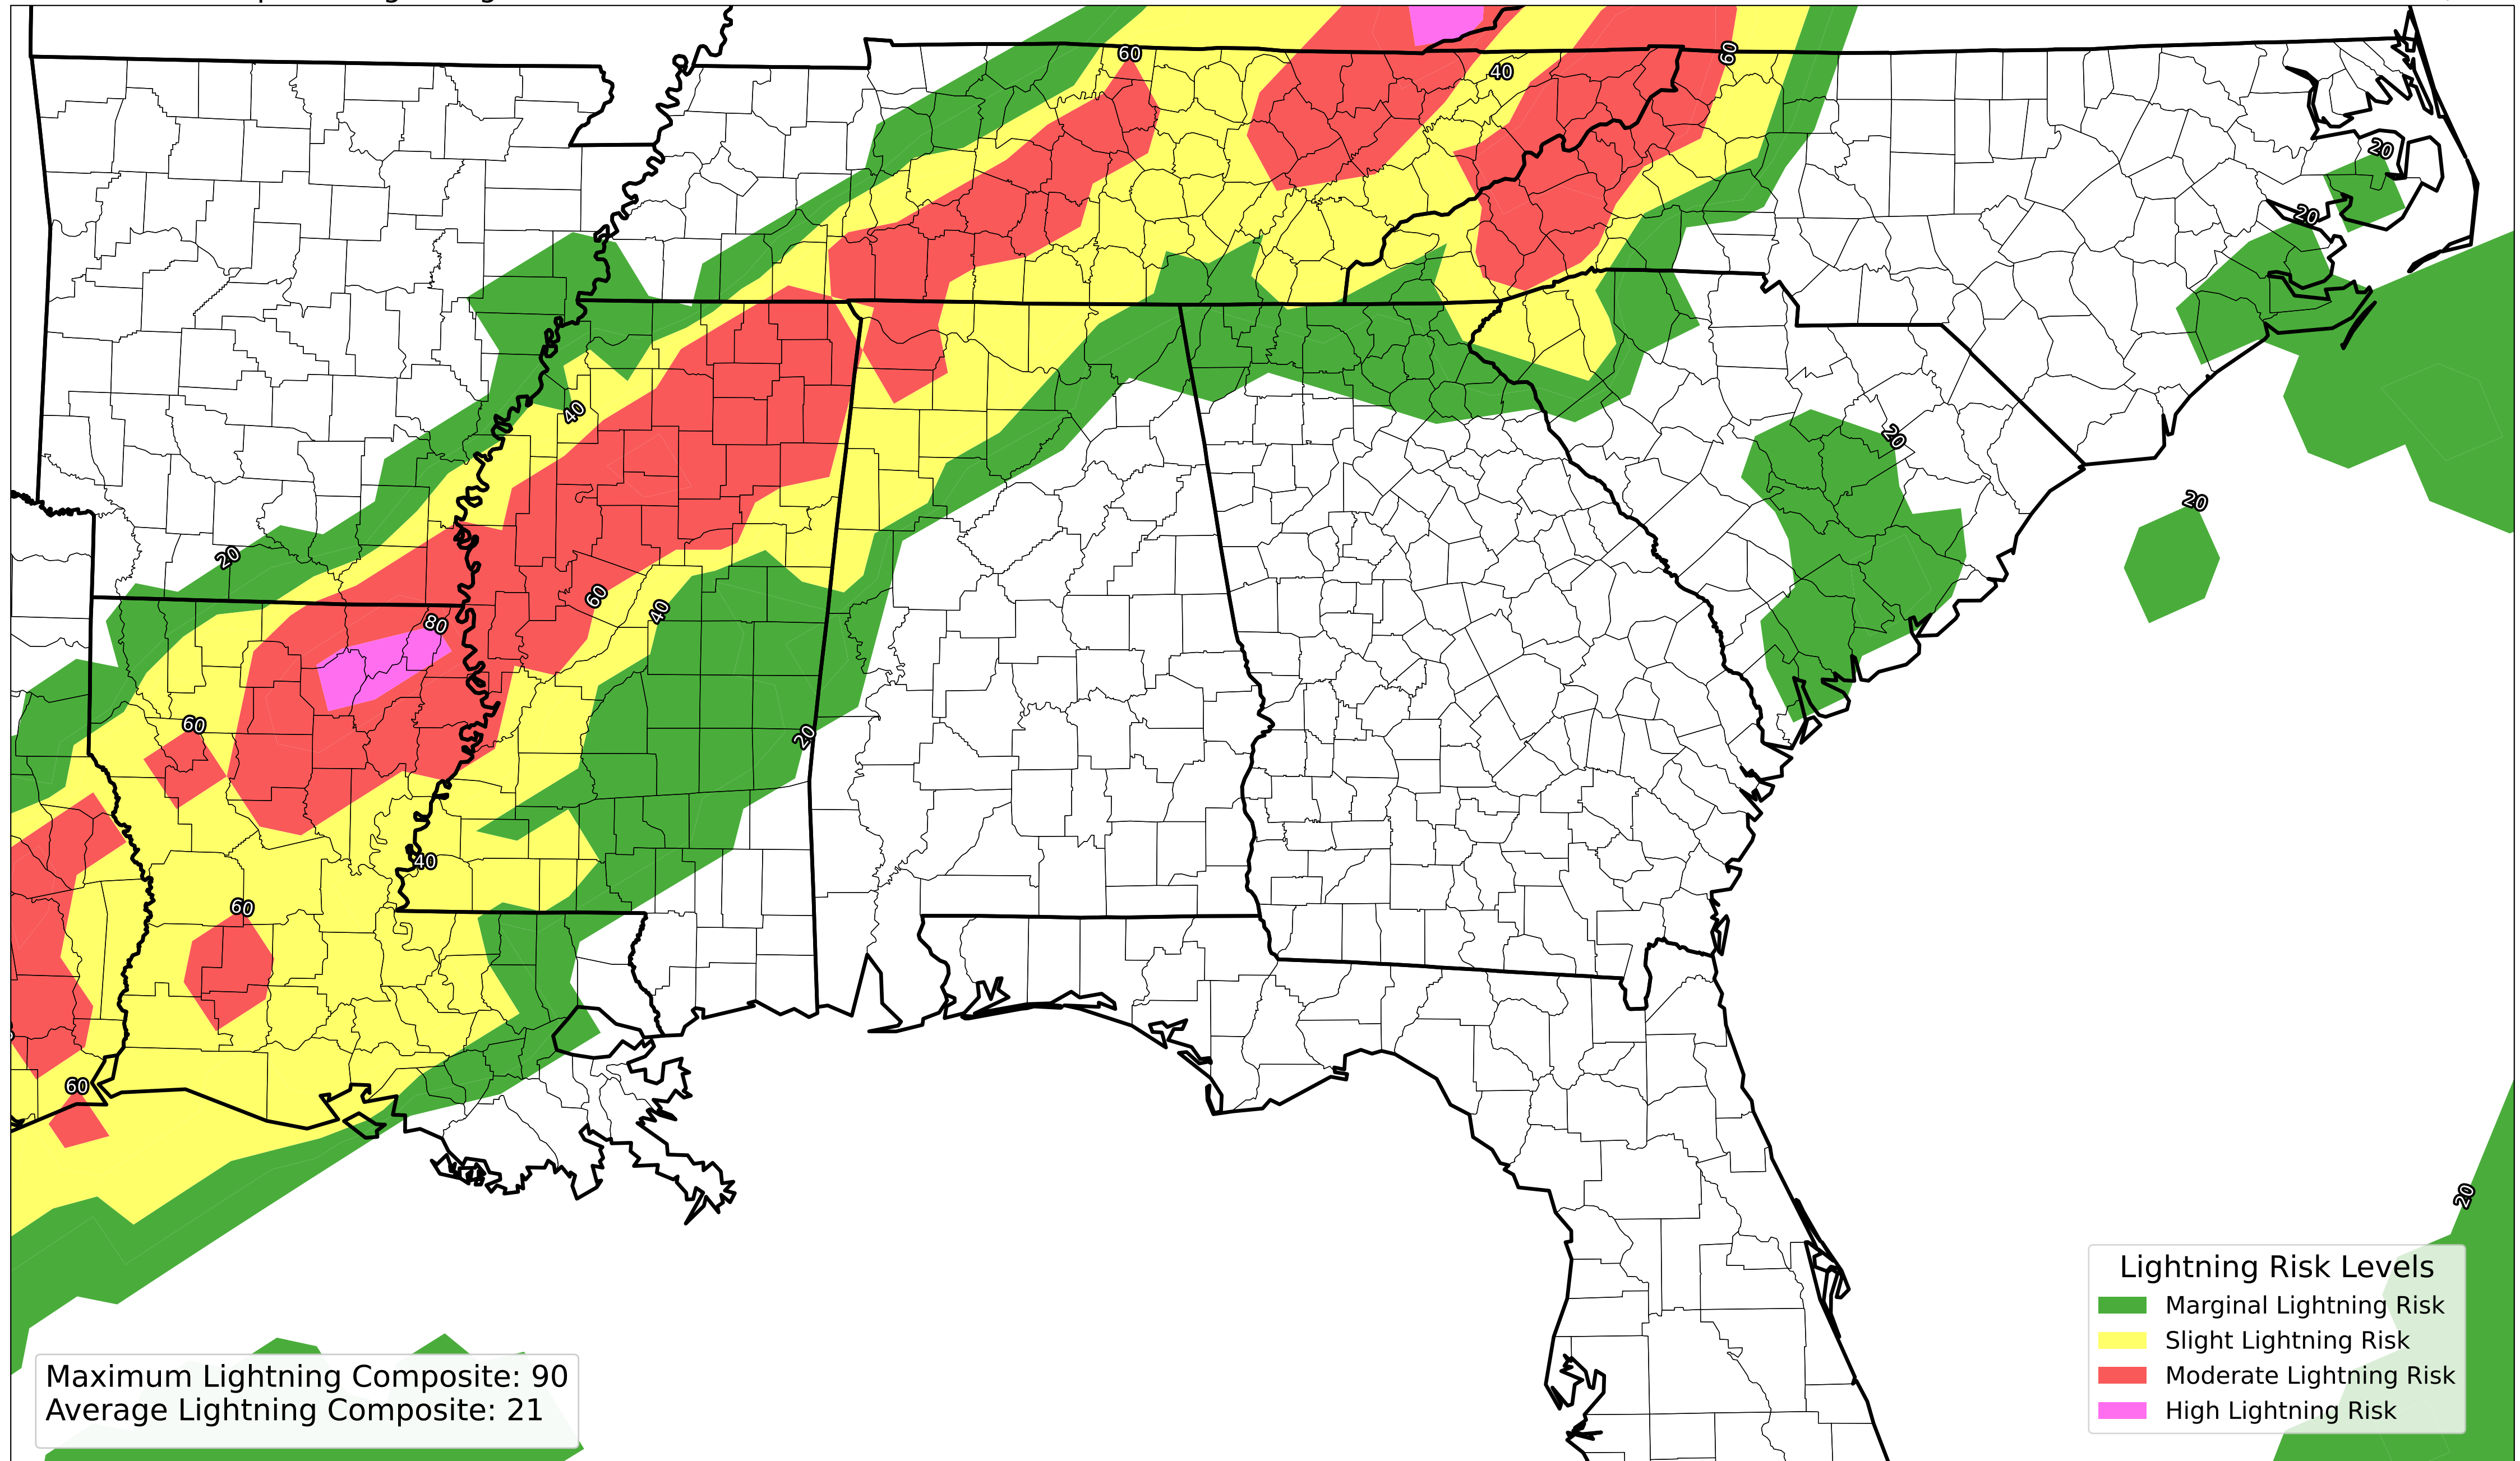 60
60
40
20
20
40
20
20
20
60
40
80
60
20
40
60
60
20
Maximum Lightning Composite: 90
Average Lightning Composite: 21
Lightning Risk Levels
Marginal Lightning Risk
Slight Lightning Risk
Moderate Lightning Risk
High Lightning Risk